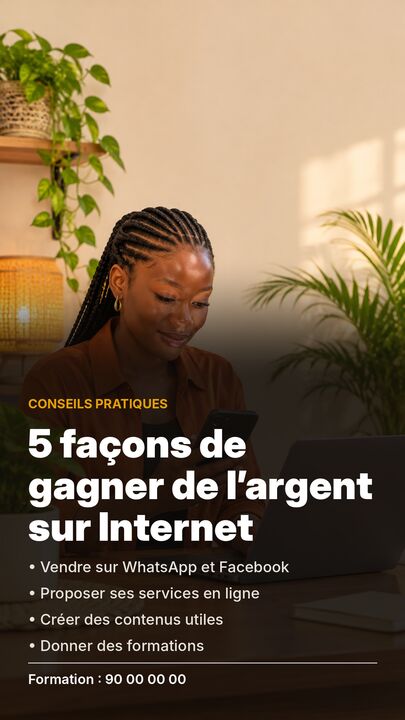 CONSEILS PRATIQUES
5 façons de
gagner de l'argent
sur Internet
• Vendre sur WhatsApp et Facebook
• Proposer ses services en ligne
• Créer des contenus utiles
• Donner des formations
Formation : 90 00 00 00